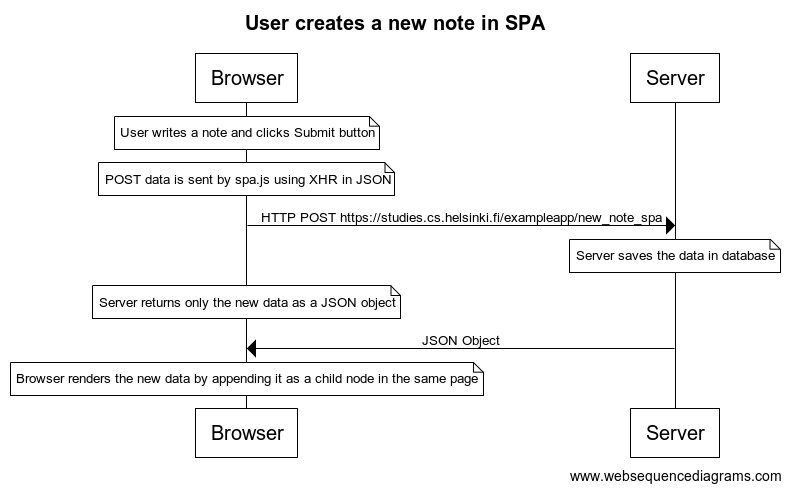 User creates a new note in SPA
Browser
Server
User writes a note and clicks Submit button
POST data is sent by spa.js using XHR in JSON
HTTP POST https://studies.cs.helsinki.fi/exampleapp/new_note_spa
Server saves the data in database
Server returns only the new data as a JSON object
JSON Object
Browser renders the new data by appending it as a child node in the same page
Browser
Server
www.websequencediagrams.com